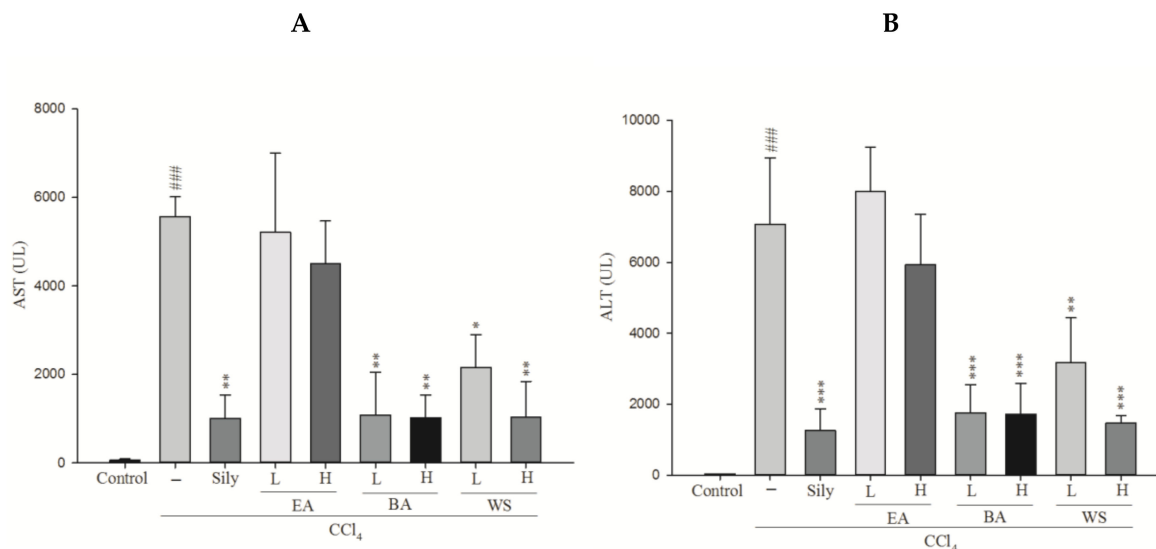 A
B
8000
6000
4000
2000
0
AST (UL)
###
**
**
**
*
**
Control
–
Sily
L
H
L
H
L
H
EA
BA
WS
CCl₄
10000
8000
6000
4000
2000
0
ALT (UL)
###
***
***
***
**
***
Control
–
Sily
L
H
L
H
L
H
EA
BA
WS
CCl₄